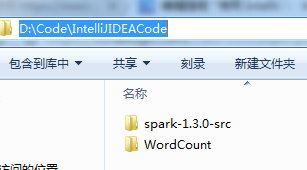 D:\Code\IntelliJIDEACode
包含到库中 共享 刻录 新建文件夹
名称
spark-1.3.0-src
WordCount
访问的位置